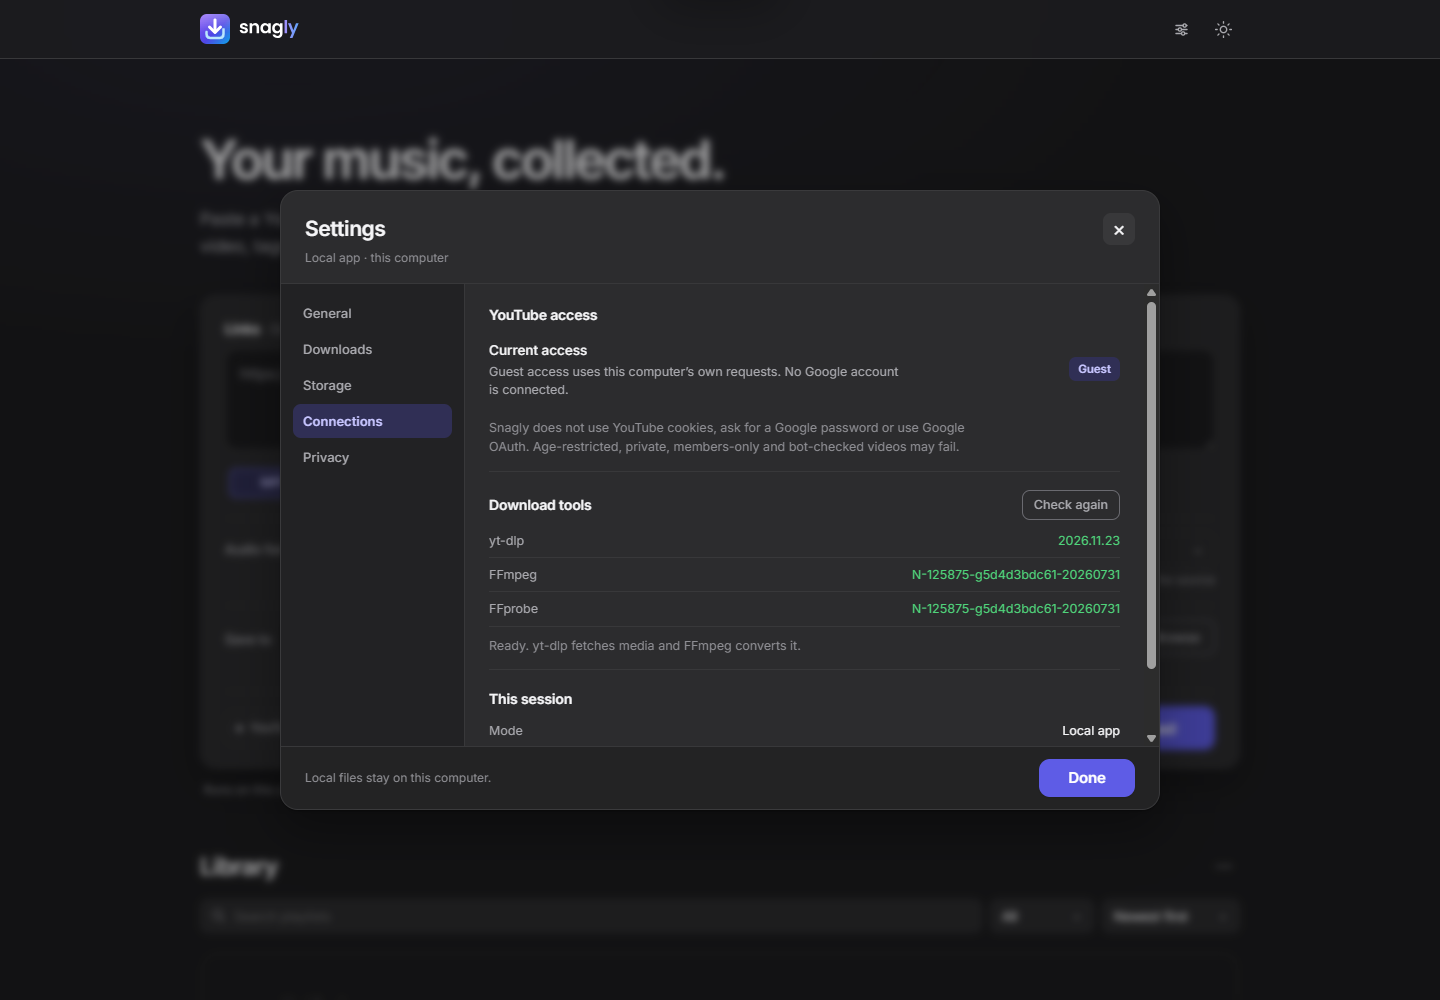 snagly
Your music, collected.
Settings
Local app · this computer
General
Downloads
Storage
Connections
Privacy
YouTube access
Current access
Guest access uses this computer’s own requests. No Google account
is connected.
Guest
Snagly does not use YouTube cookies, ask for a Google password or use Google
OAuth. Age-restricted, private, members-only and bot-checked videos may fail.
Download tools
Check again
yt-dlp 2026.11.23
FFmpeg N-125875-g5d4d3bdc61-20260731
FFprobe N-125875-g5d4d3bdc61-20260731
Ready. yt-dlp fetches media and FFmpeg converts it.
This session
Mode Local app
Local files stay on this computer.
Done
Links
Library
All
Newest first